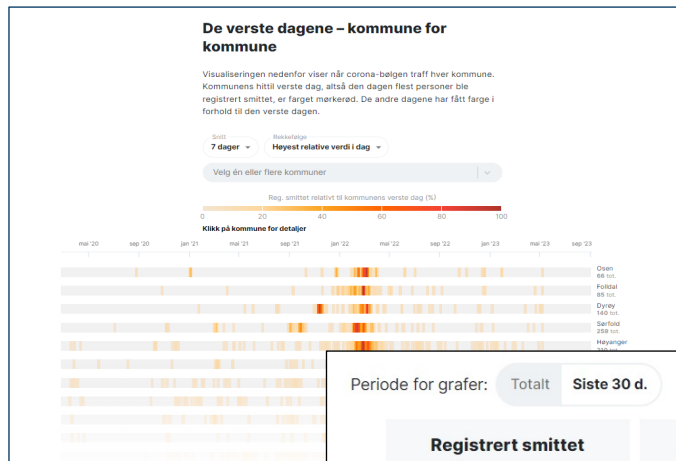 De verste dagene – kommune for
kommune
Visualiseringen nedenfor viser når corona-bølgen traff hver kommune.
Kommunens hittil verste dag, altså den dagen flest personer ble
registrert smittet, er farget mørkerød. De andre dagene har fått farge i
forhold til den verste dagen.
Snitt Rekkefølge
7 dager Høyest relative verdi i dag
Velg én eller flere kommuner
Reg. smittet relativt til kommunens verste dag (%)
0 20 40 60 80 100
Klikk på kommune for detaljer
mai '20 sep '20 jan '21 mai '21 sep '21 jan '22 mai '22 sep '22 jan '23 mai '23 sep '23
Osen
66 tot.
Folldal
85 tot.
Dyrøy
140 tot.
Sørfold
259 tot.
Høyanger
Periode for grafer: Totalt Siste 30 d.
Registrert smittet